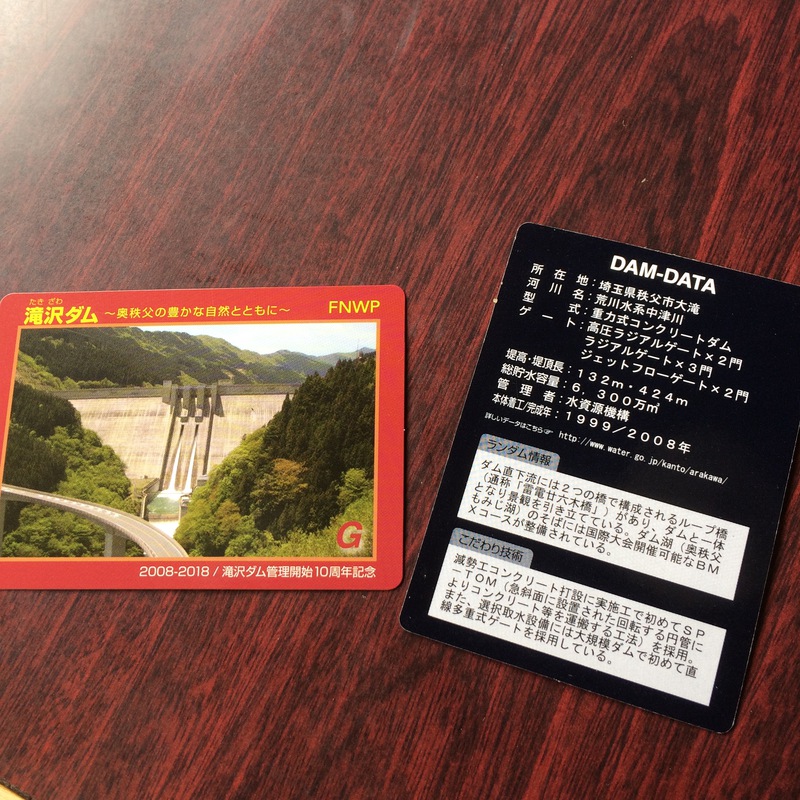 たき ざわ
滝沢ダム ～奥秩父の豊かな自然とともに～ FNWP
G
2008-2018/滝沢ダム管理開始10周年記念
DAM-DATA
所在地：埼玉県秩父市大滝
河川名：荒川水系中津川
型式：重力式コンクリートダム
ゲート：高圧ラジアルゲート×２門
ラジアルゲート×３門
ジェットフローゲート×２門
堤高・堤頂長：１３２ｍ・４２４ｍ
総貯水容量：６，３００万㎥
管理者：水資源機構
本体着工/完成年：１９９９／２００８年
詳しいデータはこちら☞ http://www.water.go.jp/kanto/arakawa/
ランダム情報
ダム直下流には２つの橋で構成されるループ橋
（通称「雷電廿六木橋」）があり、ダムと一体
となり景観を引き立てている。ダム湖（奥秩父
もみじ湖）のそばには国際大会開催可能なＢＭ
Ｘコースが整備されている。
こだわり技術
減勢工コンクリート打設に実施工で初めてＳＰ
－ＴＯＭ（急斜面に設置された回転する円管に
よりコンクリート等を運搬する工法）を採用。
また、選択取水設備には大規模ダムで初めて直
線多重式ゲートを採用している。